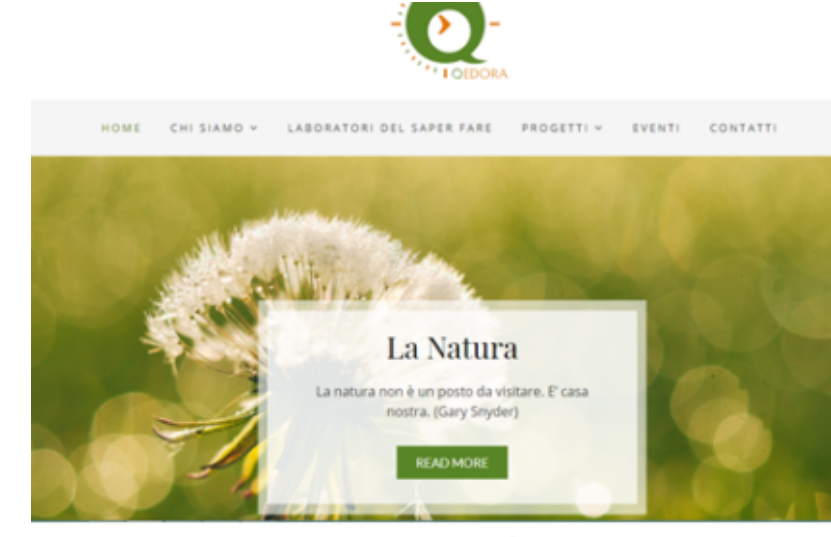 QEDORA
HOME CHI SIAMO LABORATORI DEL SAPER FARE PROGETTI EVENTI CONTATTI
La Natura
La natura non è un posto da visitare. E' casa
nostra. (Gary Snyder)
READ MORE